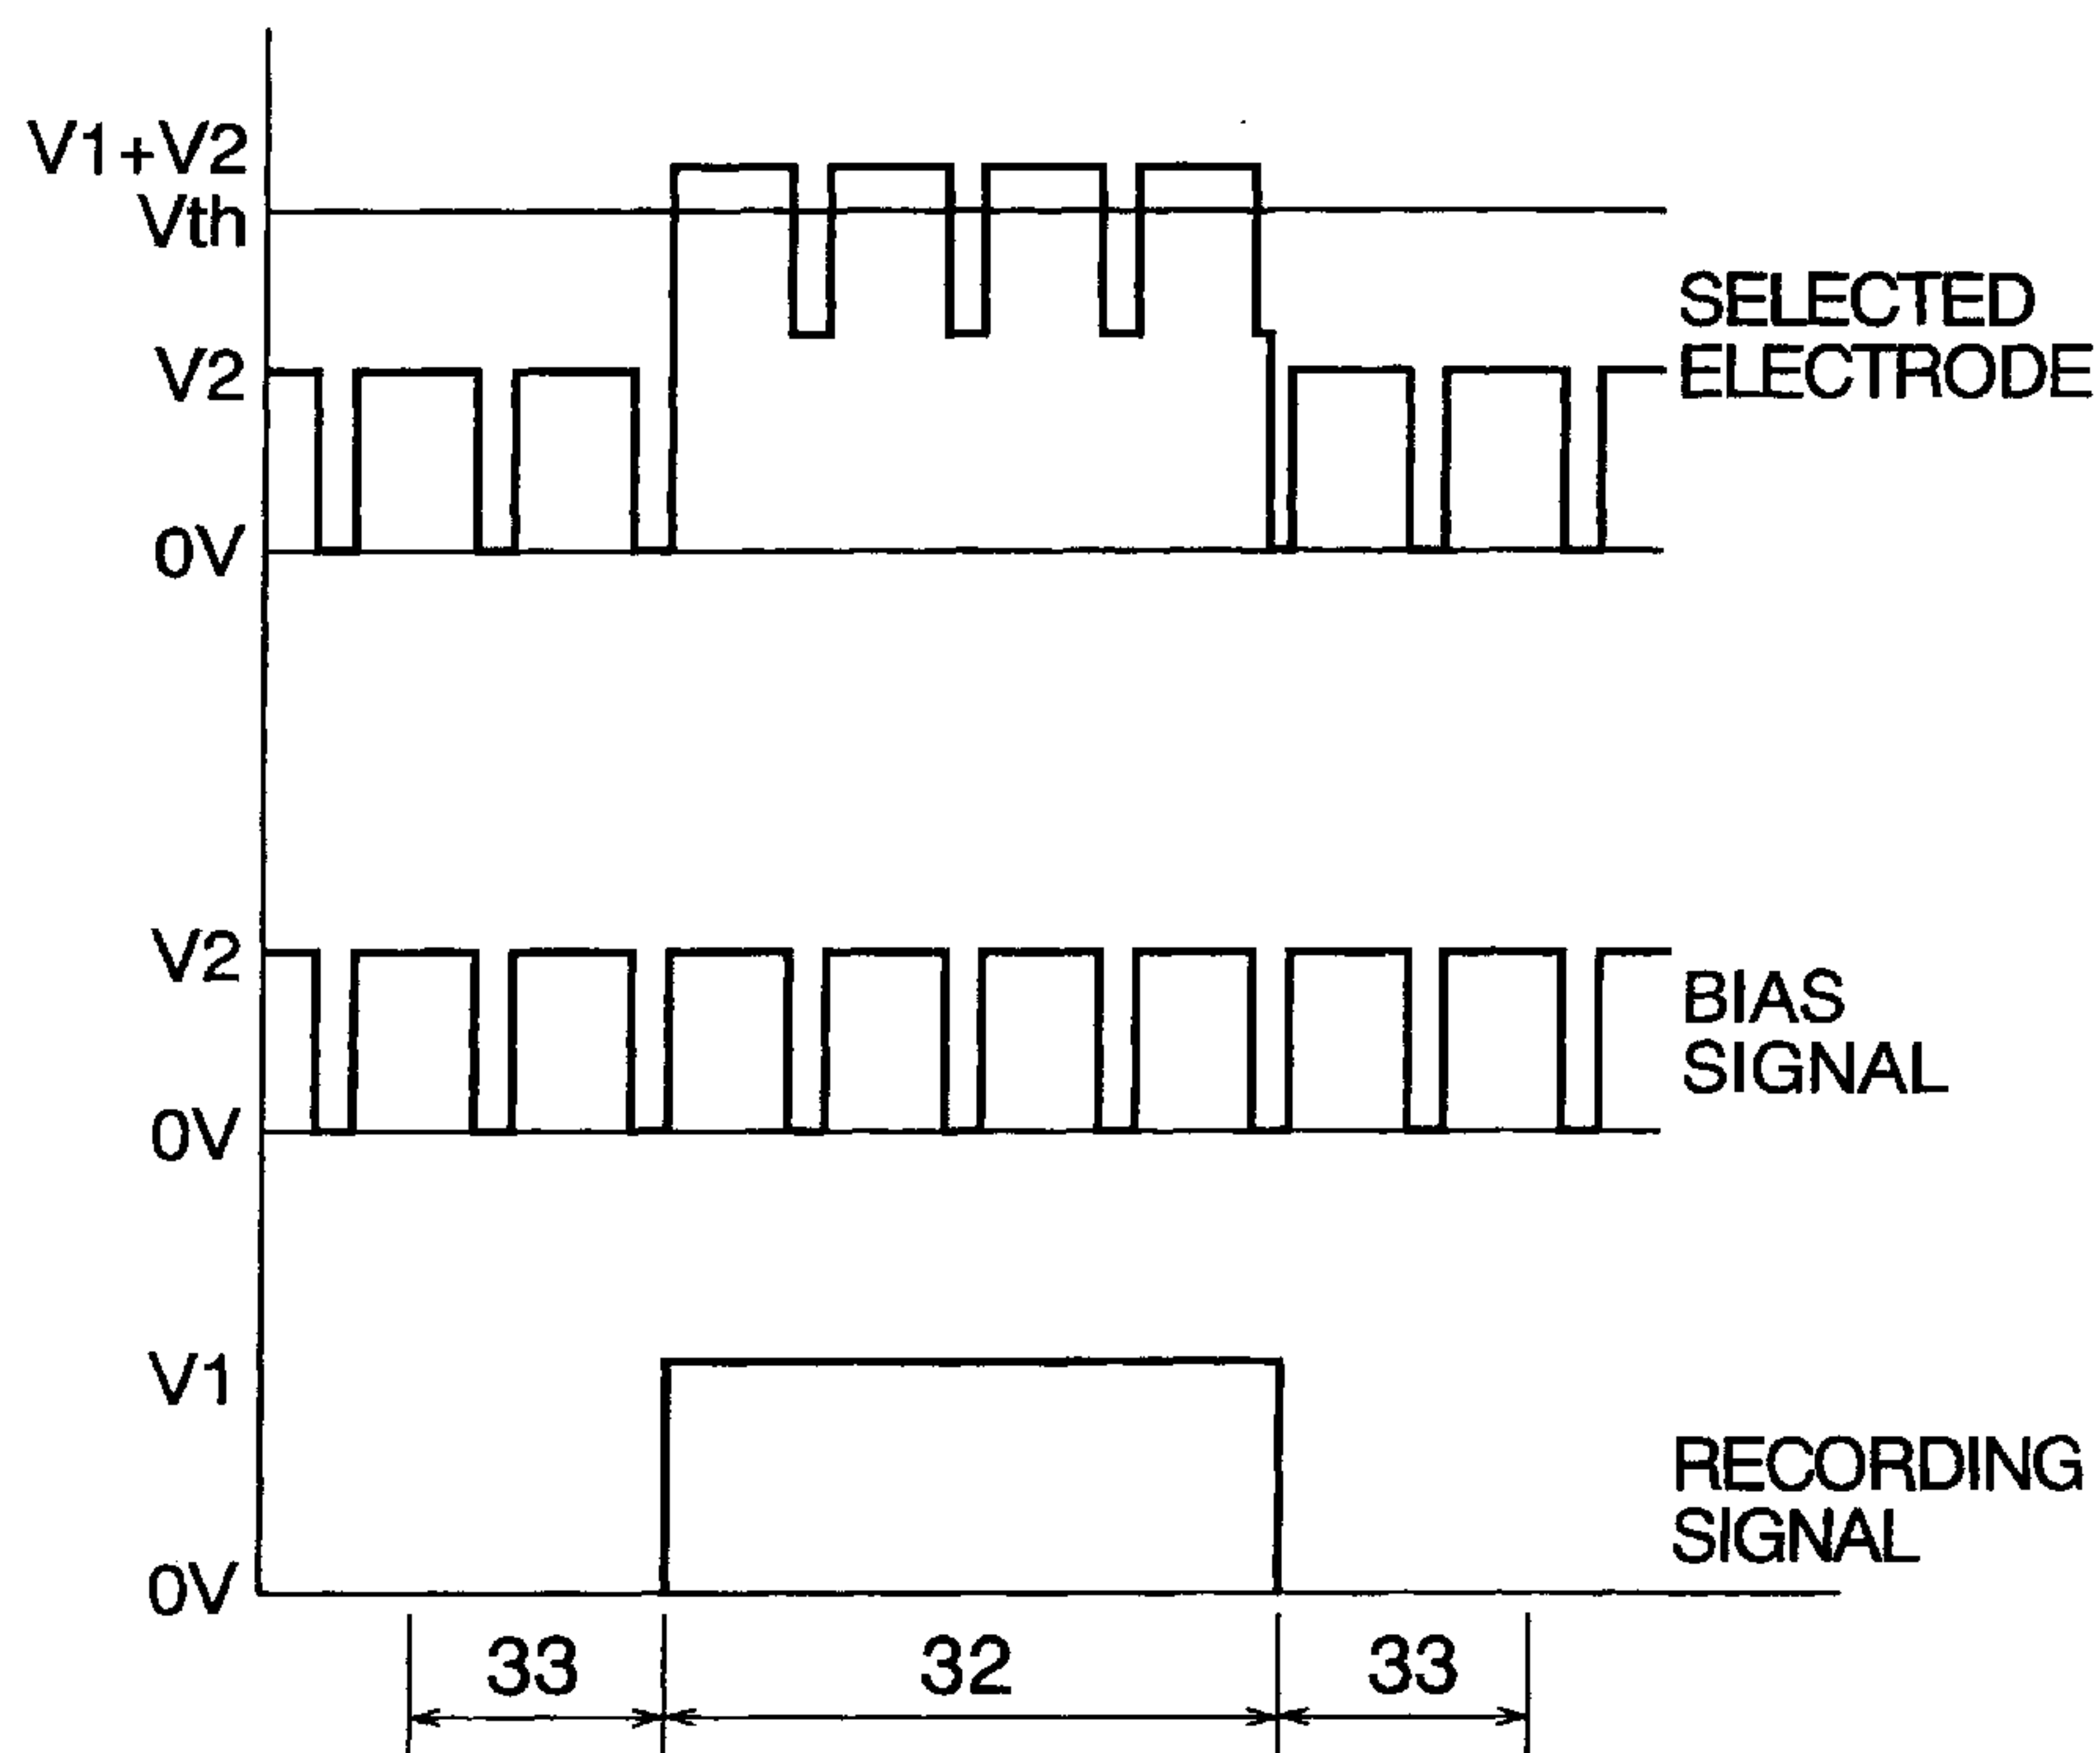 V1+V2
Vth
V2
0V
SELECTED
ELECTRODE
V2
0V
BIAS
SIGNAL
V1
0V
RECORDING
SIGNAL
33
32
33